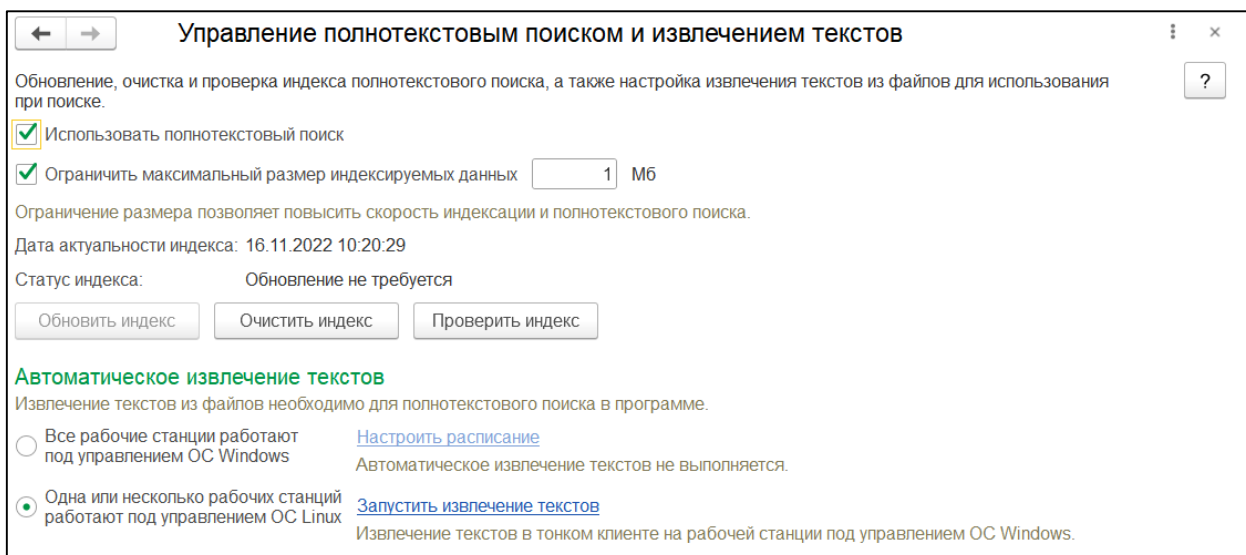 Управление полнотекстовым поиском и извлечением текстов
Обновление, очистка и проверка индекса полнотекстового поиска, а также настройка извлечения текстов из файлов для использования
при поиске.
?
Использовать полнотекстовый поиск
Ограничить максимальный размер индексируемых данных 1 Мб
Ограничение размера позволяет повысить скорость индексации и полнотекстового поиска.
Дата актуальности индекса: 16.11.2022 10:20:29
Статус индекса: Обновление не требуется
Обновить индекс Очистить индекс Проверить индекс
Автоматическое извлечение текстов
Извлечение текстов из файлов необходимо для полнотекстового поиска в программе.
Все рабочие станции работают
под управлением ОС Windows
Настроить расписание
Автоматическое извлечение текстов не выполняется.
Одна или несколько рабочих станций
работают под управлением ОС Linux
Запустить извлечение текстов
Извлечение текстов в тонком клиенте на рабочей станции под управлением ОС Windows.